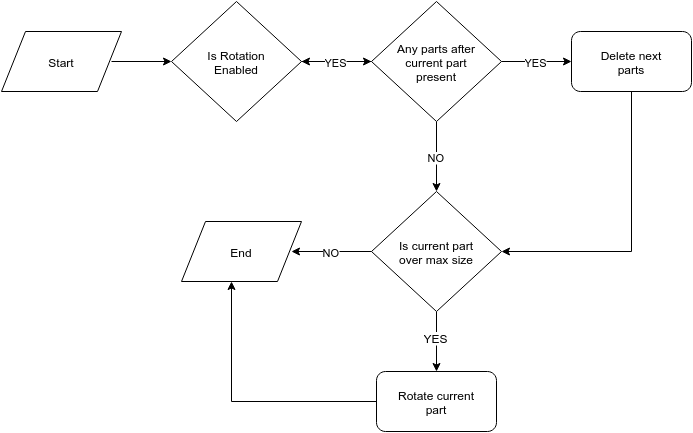 Start
Is Rotation
Enabled
YES
Any parts after
current part
present
YES
Delete next
parts
NO
Is current part
over max size
NO
End
YES
Rotate current
part